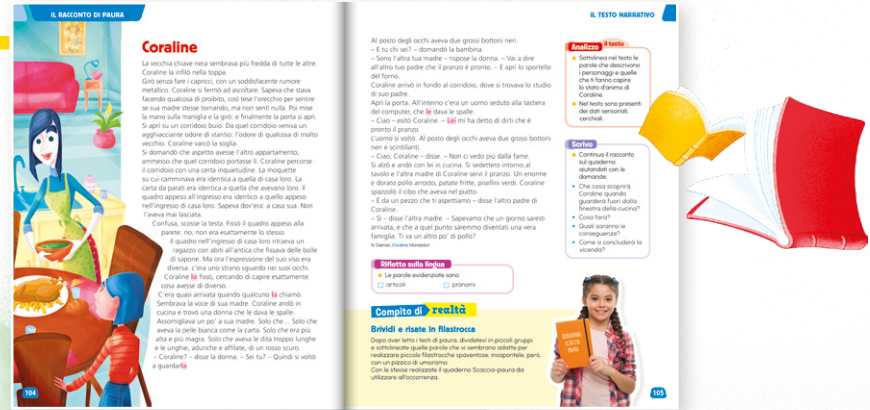 IL RACCONTO DI PAURA
Coraline
La vecchia chiave nera sembrava più fredda di tutte le altre.
Coraline la infilò nella toppa.
Girò senza fare i capricci, con un soddisfacente rumore
metallico. Coraline si fermò ad ascoltare. Sapeva che stava
facendo qualcosa di proibito, così tese l'orecchio per sentire
se sua madre stesse tornando, ma non sentì nulla. Poi mise
la mano sulla maniglia e la girò: e finalmente la porta si aprì.
Si aprì su un corridoio buio. Da quel corridoio veniva un
agghiacciante odore di stantio: l'odore di qualcosa di molto
vecchio. Coraline varcò la soglia.
Si domandò che aspetto avesse l'altro appartamento,
ammesso che quel corridoio portasse lì. Coraline percorse
il corridoio con una certa inquietudine. La moquette
su cui camminava era identica a quella di casa loro. La
carta da parati era identica a quella che avevano loro. Il
quadro appeso all'ingresso era identico a quello appeso
nell'ingresso di casa loro. Sapeva dov'era: a casa sua. Non
l'aveva mai lasciata.
Confusa, scosse la testa. Fissò il quadro appeso alla
parete: no, non era esattamente lo stesso.
Il quadro nell'ingresso di casa loro ritraeva un
ragazzo con abiti all'antica che fissava delle bolle
di sapone. Ma ora l'espressione del suo viso era
diversa: c'era uno strano sguardo nei suoi occhi.
Coraline lo fissò, cercando di capire esattamente
cosa avesse di diverso.
C'era quasi arrivata quando qualcuno la chiamò.
Sembrava la voce di sua madre. Coraline andò in
cucina e trovò una donna che le dava le spalle.
Assomigliava un po' a sua madre. Solo che... Solo che
aveva la pelle bianca come la carta. Solo che era più
alta e più magra. Solo che aveva le dita troppo lunghe
e le unghie, adunche e affilate, di un rosso scuro.
– Coraline? – disse la donna. – Sei tu? – Quindi si voltò
a guardarla.
104
IL TESTO NARRATIVO
Al posto degli occhi aveva due grossi bottoni neri.
– E tu chi sei? – domandò la bambina.
– Sono l'altra tua madre – rispose la donna. – Vai a dire
all'altro tuo padre che il pranzo è pronto. – E aprì lo sportello
del forno.
Coraline arrivò in fondo al corridoio, dove si trovava lo studio
di suo padre.
Aprì la porta. All'interno c'era un uomo seduto alla tastiera
del computer, che le dava le spalle.
– Ciao – esitò Coraline. – Lei mi ha detto di dirti che è
pronto il pranzo.
L'uomo si voltò. Al posto degli occhi aveva due grossi bottoni
neri e scintillanti.
– Ciao, Coraline – disse. – Non ci vedo più dalla fame.
Si alzò e andò con lei in cucina. Si sedettero intorno al
tavolo e l'altra madre di Coraline servì il pranzo. Un enorme
e dorato pollo arrosto, patate fritte, pisellini verdi. Coraline
spazzolò il cibo che aveva nel piatto.
– È da un pezzo che ti aspettiamo – disse l'altro padre di
Coraline.
– Sì – disse l'altra madre. – Sapevamo che un giorno saresti
arrivata, e che a quel punto saremmo diventati una vera
famiglia. Ti va un altro po' di pollo?
N. Gaiman, Coraline, Mondadori
Rifletto sulla lingua
Le parole evidenziate sono:
articoli pronomi
Compito di realtà
Brividi e risate in filastrocca
Dopo aver letto i testi di paura, dividetevi in piccoli gruppi
e sottolineate quelle parole che vi sembrano adatte per
realizzare piccole filastrocche spaventose; insaporitele, però,
con un pizzico di umorismo.
Con le stesse realizzate il quaderno Scaccia-paura da
utilizzare all'occorrenza.
Analizzo il testo
Sottolinea nel testo le
parole che descrivono
i personaggi e quelle
che ti fanno capire
lo stato d'animo di
Coraline.
Nel testo sono presenti
dei dati sensoriali,
cerchiali.
Scrivo
Continua il racconto
sul quaderno
aiutandoti con le
domande.
Che cosa scoprirà
Coraline quando
guarderà fuori dalla
finestra della cucina?
Cosa farà?
Quali saranno le
conseguenze?
Come si concluderà la
vicenda?
QUADERNO
SCACCIA
PAURA
105